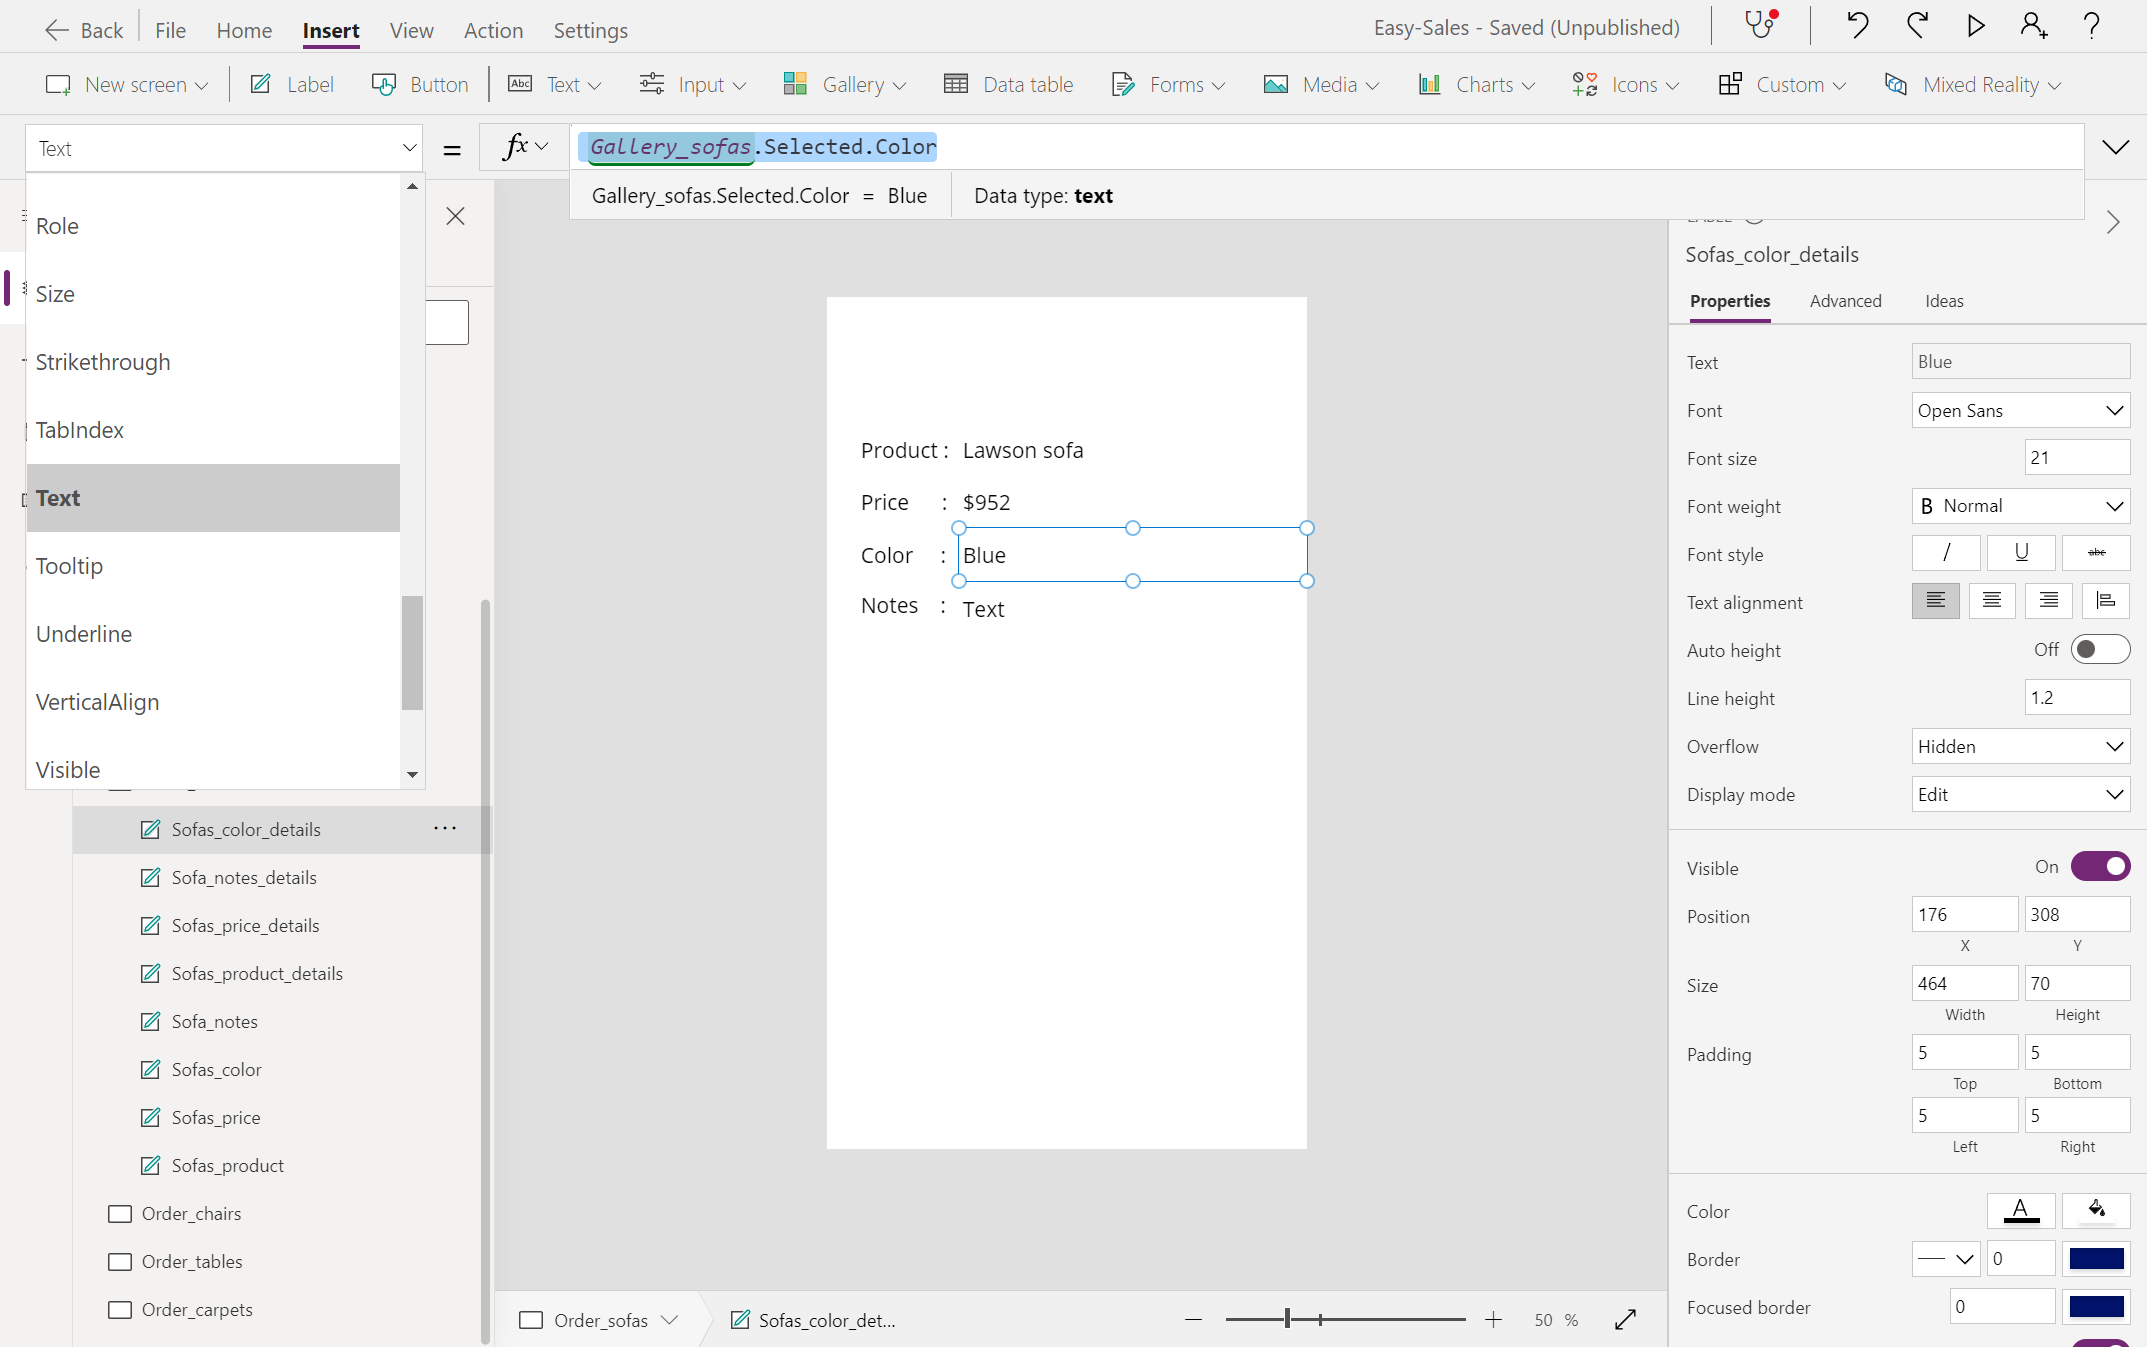 Back File Home Insert View Action Settings Easy-Sales - Saved (Unpublished)
New screen Label Button Text Input Gallery Data table Forms Media Charts Icons Custom Mixed Reality
Text = fx Gallery_sofas.Selected.Color
Gallery_sofas.Selected.Color = Blue Data type: text
Role
Size
Strikethrough
TabIndex
Text
Tooltip
Underline
VerticalAlign
Visible
Sofas_color_details
Sofa_notes_details
Sofas_price_details
Sofas_product_details
Sofa_notes
Sofas_color
Sofas_price
Sofas_product
Order_chairs
Order_tables
Order_carpets
Product : Lawson sofa
Price : $952
Color : Blue
Notes : Text
Order_sofas Sofas_color_det... 50 %
Sofas_color_details
Properties Advanced Ideas
Text Blue
Font Open Sans
Font size 21
Font weight B Normal
Font style / U abc
Text alignment
Auto height Off
Line height 1.2
Overflow Hidden
Display mode Edit
Visible On
Position 176 308
X Y
Size 464 70
Width Height
Padding 5 5
Top Bottom
5 5
Left Right
Color A
Border 0
Focused border 0